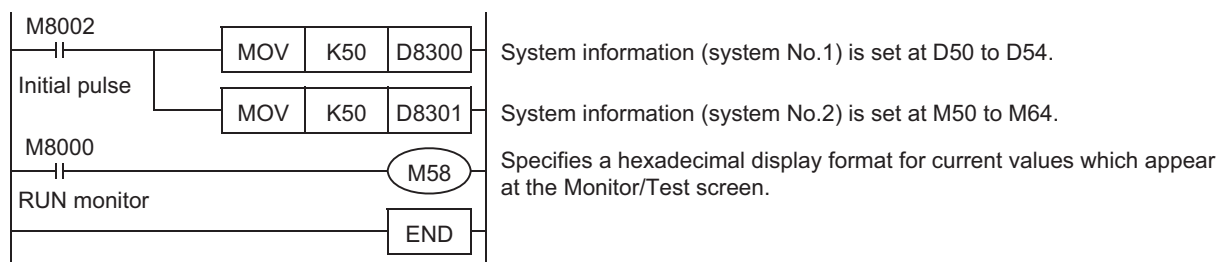 M8002
MOV K50 D8300 System information (system No.1) is set at D50 to D54.
Initial pulse
MOV K50 D8301 System information (system No.2) is set at M50 to M64.
M8000
M58 Specifies a hexadecimal display format for current values which appear
at the Monitor/Test screen.
RUN monitor
END